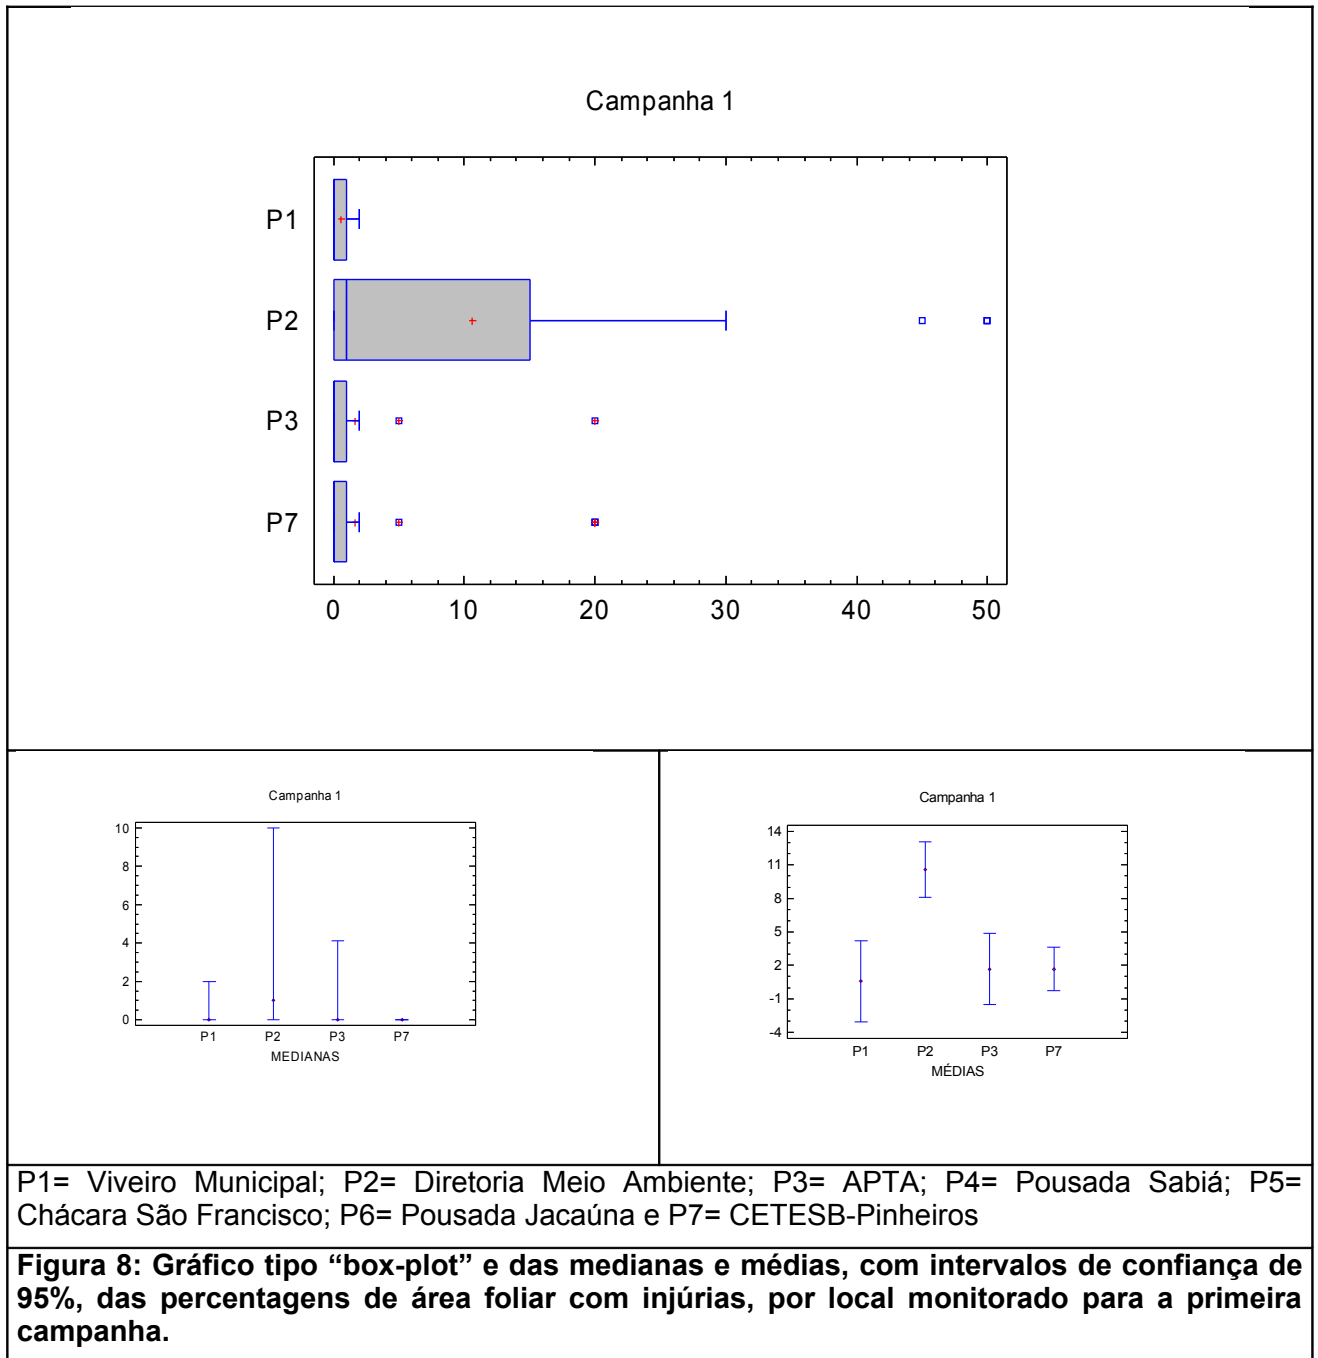 Campanha 1
P1
P2
P3
P7
0 10 20 30 40 50
Campanha 1
10
8
6
4
2
0
P1 P2 P3 P7
MEDIANAS
Campanha 1
14
11
8
5
2
-1
-4
P1 P2 P3 P7
MÉDIAS
P1= Viveiro Municipal; P2= Diretoria Meio Ambiente; P3= APTA; P4= Pousada Sabiá; P5=
Chácara São Francisco; P6= Pousada Jacaúna e P7= CETESB-Pinheiros
Figura 8: Gráfico tipo “box-plot” e das medianas e médias, com intervalos de confiança de
95%, das percentagens de área foliar com injúrias, por local monitorado para a primeira
campanha.